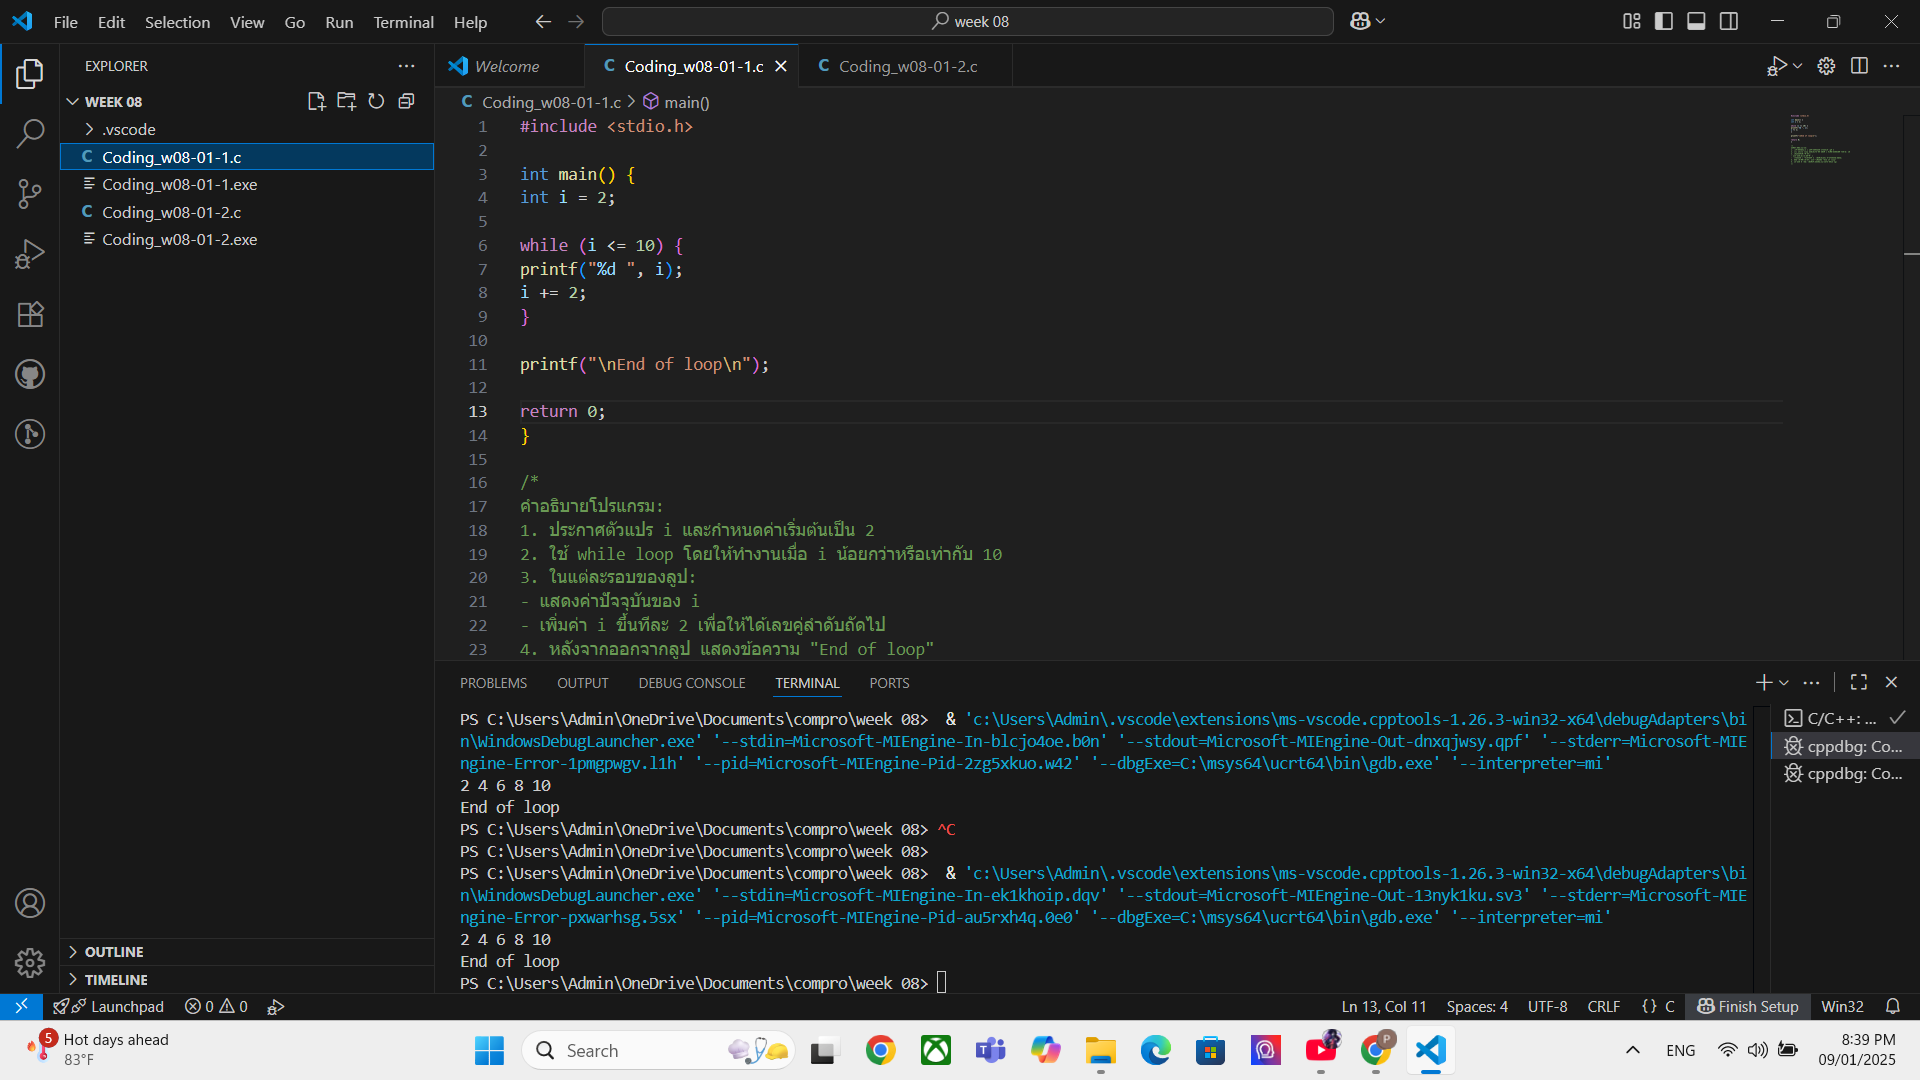 File Edit Selection View Go Run Terminal Help
week 08
EXPLORER
WEEK 08
.vscode
C Coding_w08-01-1.c
Coding_w08-01-1.exe
C Coding_w08-01-2.c
Coding_w08-01-2.exe
OUTLINE
TIMELINE
Welcome
C Coding_w08-01-1.c
C Coding_w08-01-2.c
C Coding_w08-01-1.c > main()
1 #include <stdio.h>
2
3 int main() {
4 int i = 2;
5
6 while (i <= 10) {
7 printf("%d ", i);
8 i += 2;
9 }
10
11 printf("\nEnd of loop\n");
12
13 return 0;
14 }
15
16 /*
17 คำอธิบายโปรแกรม:
18 1. ประกาศตัวแปร i และกำหนดค่าเริ่มต้นเป็น 2
19 2. ใช้ while loop โดยให้ทำงานเมื่อ i น้อยกว่าหรือเท่ากับ 10
20 3. ในแต่ละรอบของลูป:
21 - แสดงค่าปัจจุบันของ i
22 - เพิ่มค่า i ขึ้นทีละ 2 เพื่อให้ได้เลขคู่ลำดับถัดไป
23 4. หลังจากออกจากลูป แสดงข้อความ "End of loop"
PROBLEMS OUTPUT DEBUG CONSOLE TERMINAL PORTS
PS C:\Users\Admin\OneDrive\Documents\compro\week 08>  & 'c:\Users\Admin\.vscode\extensions\ms-vscode.cpptools-1.26.3-win32-x64\debugAdapters\bi
n\WindowsDebugLauncher.exe' '--stdin=Microsoft-MIEngine-In-blcjo4oe.b0n' '--stdout=Microsoft-MIEngine-Out-dnxqjwsy.qpf' '--stderr=Microsoft-MIE
ngine-Error-1pmgpwgv.l1h' '--pid=Microsoft-MIEngine-Pid-2zg5xkuo.w42' '--dbgExe=C:\msys64\ucrt64\bin\gdb.exe' '--interpreter=mi'
2 4 6 8 10
End of loop
PS C:\Users\Admin\OneDrive\Documents\compro\week 08> ^C
PS C:\Users\Admin\OneDrive\Documents\compro\week 08>
PS C:\Users\Admin\OneDrive\Documents\compro\week 08>  & 'c:\Users\Admin\.vscode\extensions\ms-vscode.cpptools-1.26.3-win32-x64\debugAdapters\bi
n\WindowsDebugLauncher.exe' '--stdin=Microsoft-MIEngine-In-ek1khoip.dqv' '--stdout=Microsoft-MIEngine-Out-13nyk1ku.sv3' '--stderr=Microsoft-MIE
ngine-Error-pxwarhsg.5sx' '--pid=Microsoft-MIEngine-Pid-au5rxh4q.0e0' '--dbgExe=C:\msys64\ucrt64\bin\gdb.exe' '--interpreter=mi'
2 4 6 8 10
End of loop
PS C:\Users\Admin\OneDrive\Documents\compro\week 08>
C/C++: ...
cppdbg: Co...
cppdbg: Co...
Launchpad 0 0
Ln 13, Col 11 Spaces: 4 UTF-8 CRLF {} C Finish Setup Win32
5
Hot days ahead
83°F
Search
P
ENG
8:39 PM
09/01/2025